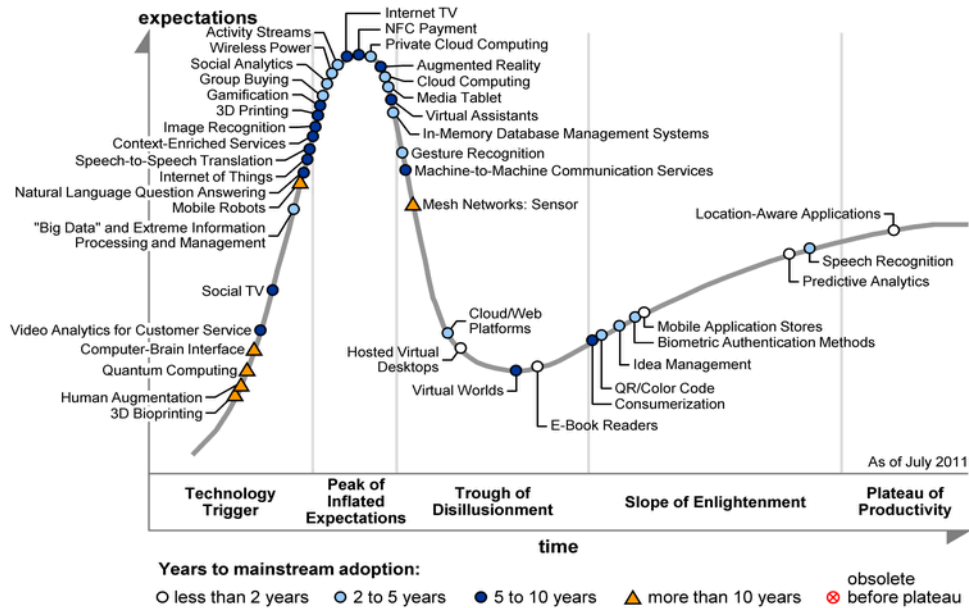 expectations
Internet TV
NFC Payment
Activity Streams
Wireless Power
Private Cloud Computing
Social Analytics
Augmented Reality
Group Buying
Cloud Computing
Gamification
Media Tablet
3D Printing
Virtual Assistants
Image Recognition
In-Memory Database Management Systems
Context-Enriched Services
Gesture Recognition
Speech-to-Speech Translation
Machine-to-Machine Communication Services
Internet of Things
Natural Language Question Answering
Mobile Robots
Mesh Networks: Sensor
Location-Aware Applications
"Big Data" and Extreme Information
Processing and Management
Speech Recognition
Predictive Analytics
Social TV
Cloud/Web
Platforms
Video Analytics for Customer Service
Mobile Application Stores
Computer-Brain Interface
Hosted Virtual
Desktops
Biometric Authentication Methods
Quantum Computing
Idea Management
Human Augmentation
Virtual Worlds
QR/Color Code
3D Bioprinting
Consumerization
E-Book Readers
As of July 2011
Technology
Trigger
Peak of
Inflated
Expectations
Trough of
Disillusionment
Slope of Enlightenment
Plateau of
Productivity
time
Years to mainstream adoption:
less than 2 years
2 to 5 years
5 to 10 years
more than 10 years
obsolete
before plateau